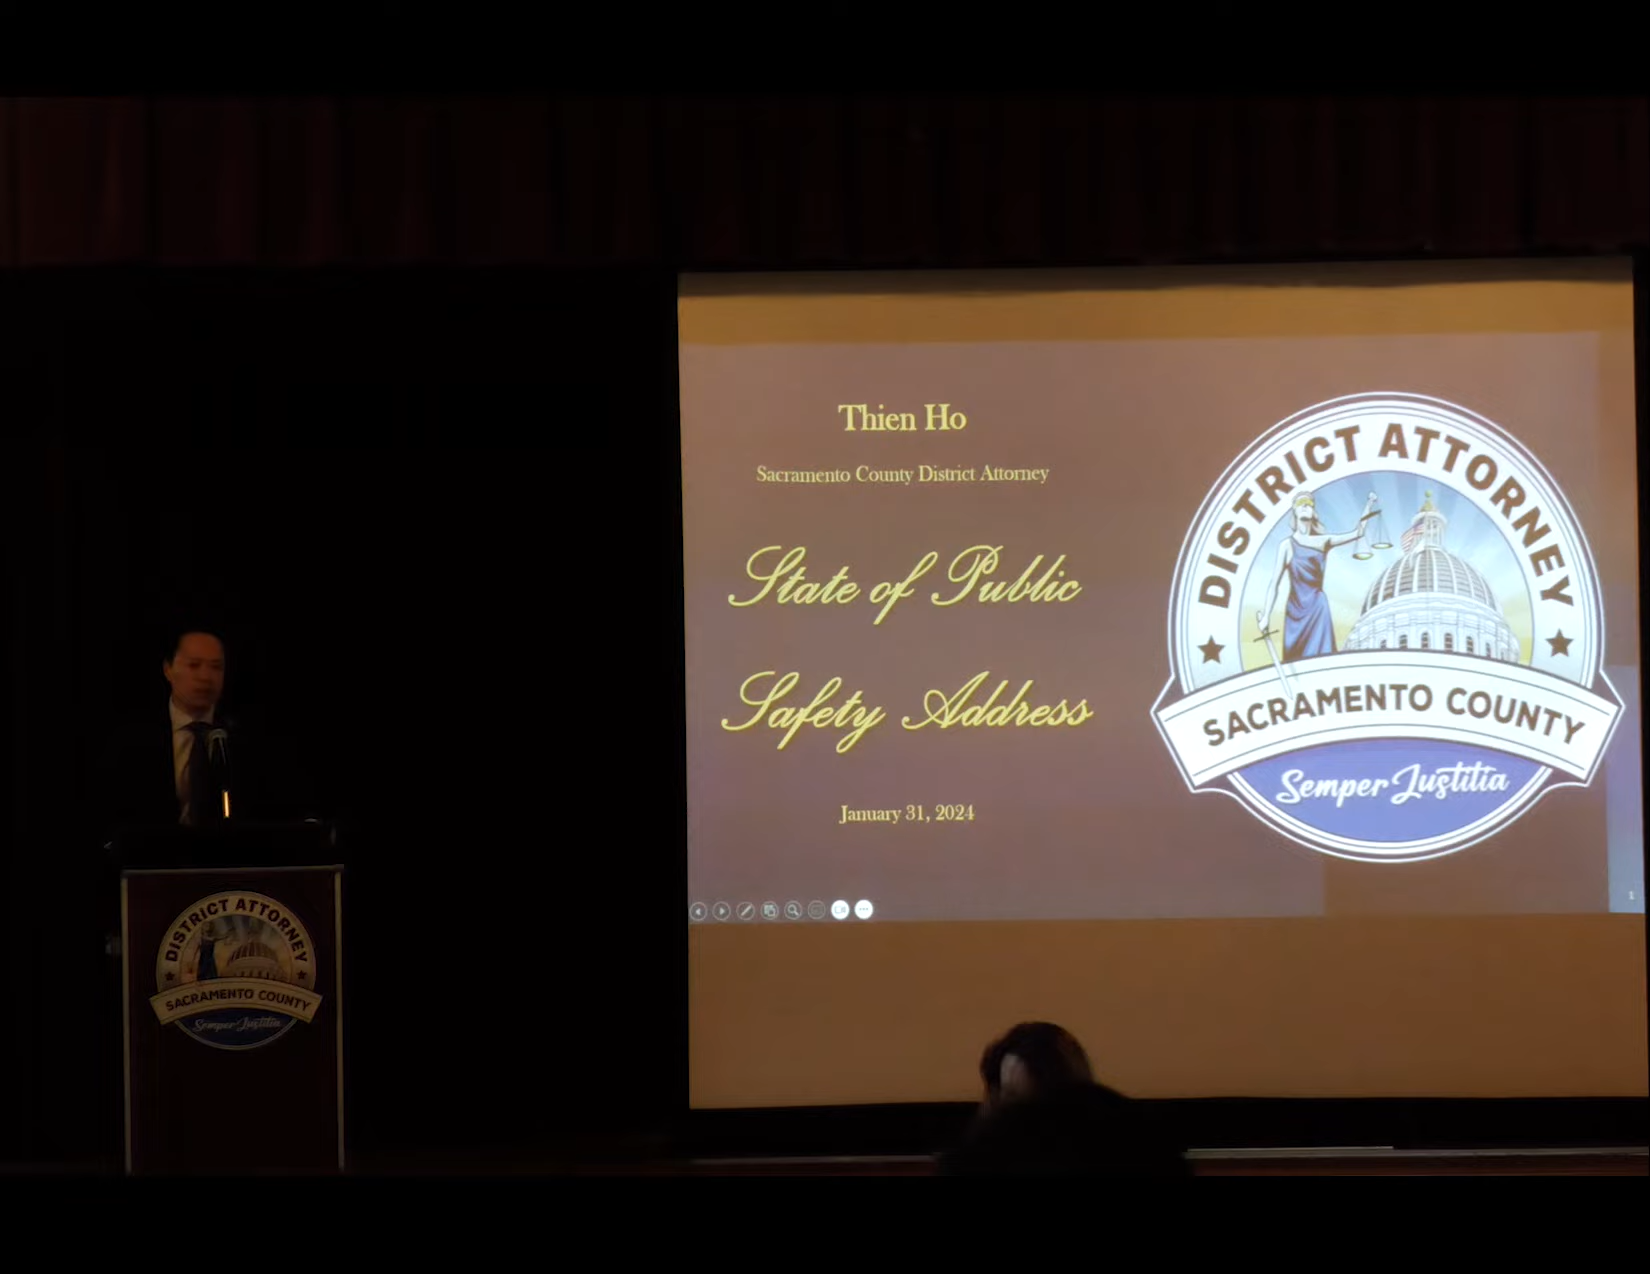 Thien Ho
Sacramento County District Attorney
State of Public
Safety Address
January 31, 2024
DISTRICT ATTORNEY
SACRAMENTO COUNTY
Semper Justitia
1
DISTRICT ATTORNEY
SACRAMENTO COUNTY
Semper Justitia